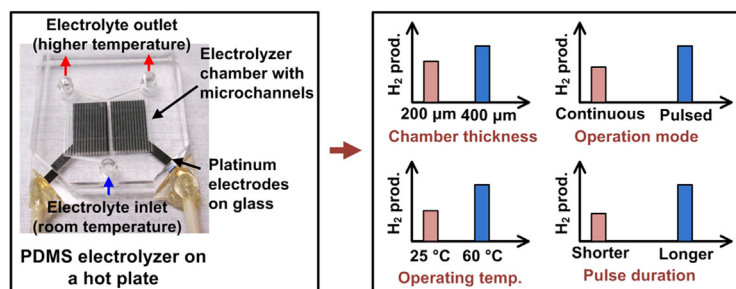 Electrolyte outlet
(higher temperature)
Electrolyzer
chamber with
microchannels
Platinum
electrodes
on glass
Electrolyte inlet
(room temperature)
PDMS electrolyzer on
a hot plate
H₂ prod.
200 µm 400 µm
Chamber thickness
H₂ prod.
Continuous Pulsed
Operation mode
H₂ prod.
25 °C 60 °C
Operating temp.
H₂ prod.
Shorter Longer
Pulse duration